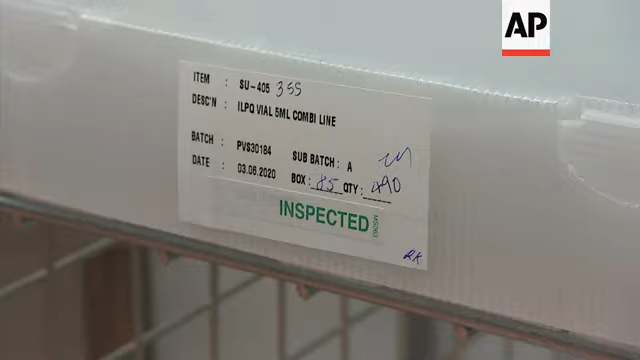 AP
ITEM : SU-405 355
DESC'N : ILPQ VIAL 5ML COMBI LINE
BATCH : PVS30184 SUB BATCH : A
DATE : 03.06.2020 BOX : 85 QTY : 490
INSPECTED
RK